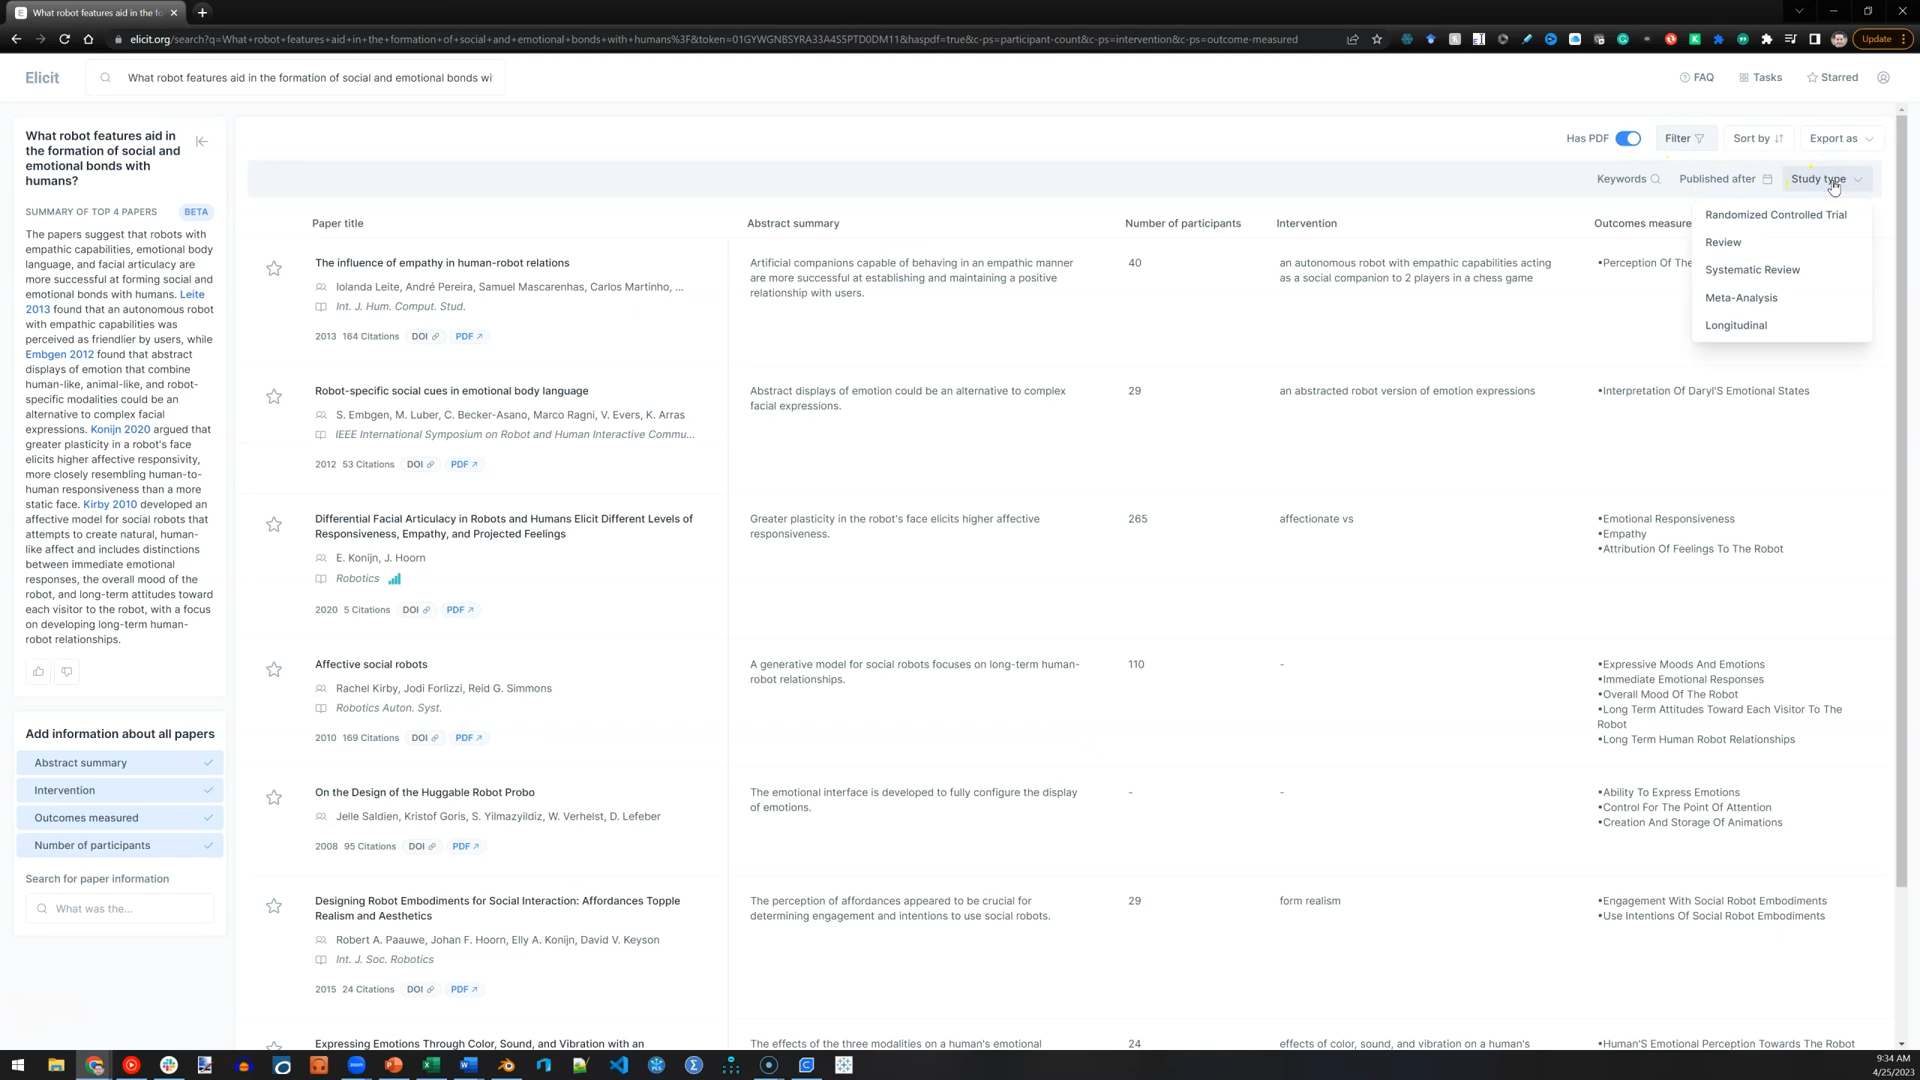 What robot features aid in the fo
elicit.org/search?q=What+robot+features+aid+in+the+formation+of+social+and+emotional+bonds+with+humans%3F&token=01GYWGNBSYRA33A4S5PTD0DM11&haspdf=true&c-ps=participant-count&c-ps=intervention&c-ps=outcome-measured
Update
Elicit
What robot features aid in the formation of social and emotional bonds wi
FAQ
Tasks
Starred
What robot features aid in
the formation of social and
emotional bonds with
humans?
SUMMARY OF TOP 4 PAPERS BETA
The papers suggest that robots with
empathic capabilities, emotional body
language, and facial articulacy are
more successful at forming social and
emotional bonds with humans. Leite
2013 found that an autonomous robot
with empathic capabilities was
perceived as friendlier by users, while
Embgen 2012 found that abstract
displays of emotion that combine
human-like, animal-like, and robot-
specific modalities could be an
alternative to complex facial
expressions. Konijn 2020 argued that
greater plasticity in a robot's face
elicits higher affective responsivity,
more closely resembling human-to-
human responsiveness than a more
static face. Kirby 2010 developed an
affective model for social robots that
attempts to create natural, human-
like affect and includes distinctions
between immediate emotional
responses, the overall mood of the
robot, and long-term attitudes toward
each visitor to the robot, with a focus
on developing long-term human-
robot relationships.
Add information about all papers
Abstract summary
Intervention
Outcomes measured
Number of participants
Search for paper information
What was the...
Has PDF
Filter
Sort by
Export as
Keywords
Published after
Study type
Randomized Controlled Trial
Review
Systematic Review
Meta-Analysis
Longitudinal
Paper title
Abstract summary
Number of participants
Intervention
Outcomes measure
The influence of empathy in human-robot relations
Iolanda Leite, André Pereira, Samuel Mascarenhas, Carlos Martinho, ...
Int. J. Hum. Comput. Stud.
2013 164 Citations DOI PDF
Artificial companions capable of behaving in an empathic manner
are more successful at establishing and maintaining a positive
relationship with users.
40
an autonomous robot with empathic capabilities acting
as a social companion to 2 players in a chess game
•Perception Of The
Robot-specific social cues in emotional body language
S. Embgen, M. Luber, C. Becker-Asano, Marco Ragni, V. Evers, K. Arras
IEEE International Symposium on Robot and Human Interactive Commu...
2012 53 Citations DOI PDF
Abstract displays of emotion could be an alternative to complex
facial expressions.
29
an abstracted robot version of emotion expressions
•Interpretation Of Daryl'S Emotional States
Differential Facial Articulacy in Robots and Humans Elicit Different Levels of
Responsiveness, Empathy, and Projected Feelings
E. Konijn, J. Hoorn
Robotics
2020 5 Citations DOI PDF
Greater plasticity in the robot's face elicits higher affective
responsiveness.
265
affectionate vs
•Emotional Responsiveness
•Empathy
•Attribution Of Feelings To The Robot
Affective social robots
Rachel Kirby, Jodi Forlizzi, Reid G. Simmons
Robotics Auton. Syst.
2010 169 Citations DOI PDF
A generative model for social robots focuses on long-term human-
robot relationships.
110
-
•Expressive Moods And Emotions
•Immediate Emotional Responses
•Overall Mood Of The Robot
•Long Term Attitudes Toward Each Visitor To The
Robot
•Long Term Human Robot Relationships
On the Design of the Huggable Robot Probo
Jelle Saldien, Kristof Goris, S. Yilmazyildiz, W. Verhelst, D. Lefeber
2008 95 Citations DOI PDF
The emotional interface is developed to fully configure the display
of emotions.
-
-
•Ability To Express Emotions
•Control For The Point Of Attention
•Creation And Storage Of Animations
Designing Robot Embodiments for Social Interaction: Affordances Topple
Realism and Aesthetics
Robert A. Paauwe, Johan F. Hoorn, Elly A. Konijn, David V. Keyson
Int. J. Soc. Robotics
2015 24 Citations DOI PDF
The perception of affordances appeared to be crucial for
determining engagement and intentions to use social robots.
29
form realism
•Engagement With Social Robot Embodiments
•Use Intentions Of Social Robot Embodiments
Expressing Emotions Through Color, Sound, and Vibration with an
The effects of the three modalities on a human's emotional
24
effects of color, sound, and vibration on a human's
•Human'S Emotional Perception Towards The Robot
9:34 AM
4/25/2023